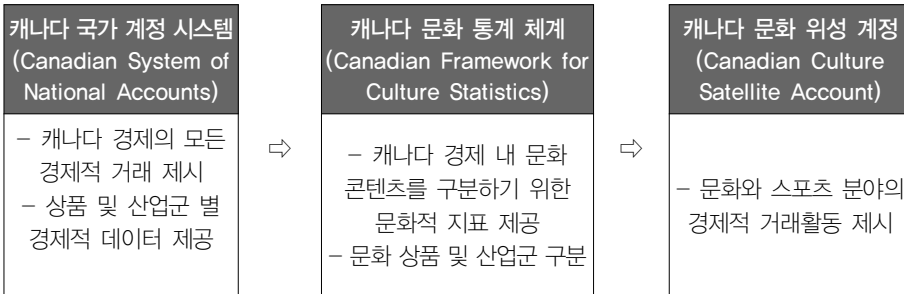 캐나다 국가 계정 시스템
(Canadian System of
National Accounts)
– 캐나다 경제의 모든
경제적 거래 제시
– 상품 및 산업군 별
경제적 데이터 제공
⇨
캐나다 문화 통계 체계
(Canadian Framework for
Culture Statistics)
– 캐나다 경제 내 문화
콘텐츠를 구분하기 위한
문화적 지표 제공
– 문화 상품 및 산업군 구분
⇨
캐나다 문화 위성 계정
(Canadian Culture
Satellite Account)
– 문화와 스포츠 분야의
경제적 거래활동 제시